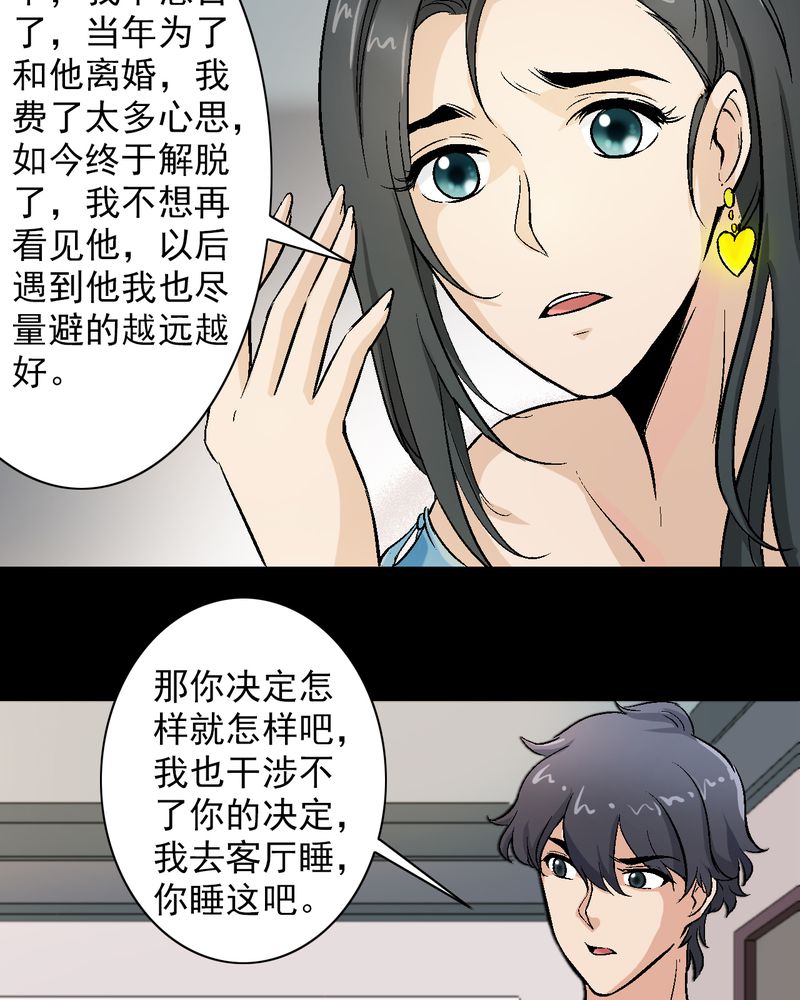 了，当年为了
和他离婚，我
费了太多心思，
如今终于解脱
了，我不想再
看见他，以后
遇到他我也尽
量避的越远越
好。
那你决定怎
样就怎样吧，
我也干涉不
了你的决定，
我去客厅睡，
你睡这吧。